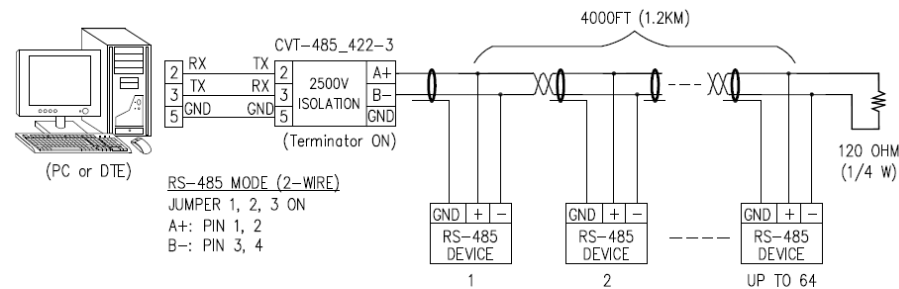 4000FT (1.2KM)
CVT-485_422-3
2 RX TX 2 A+
3 TX RX 3 B-
5 GND GND 5 GND
2500V
ISOLATION
(Terminator ON)
(PC or DTE)
120 OHM
(1/4 W)
RS-485 MODE (2-WIRE)
JUMPER 1, 2, 3 ON
A+: PIN 1, 2
B-: PIN 3, 4
GND + -
RS-485
DEVICE
1
GND + -
RS-485
DEVICE
2
GND + -
RS-485
DEVICE
UP TO 64